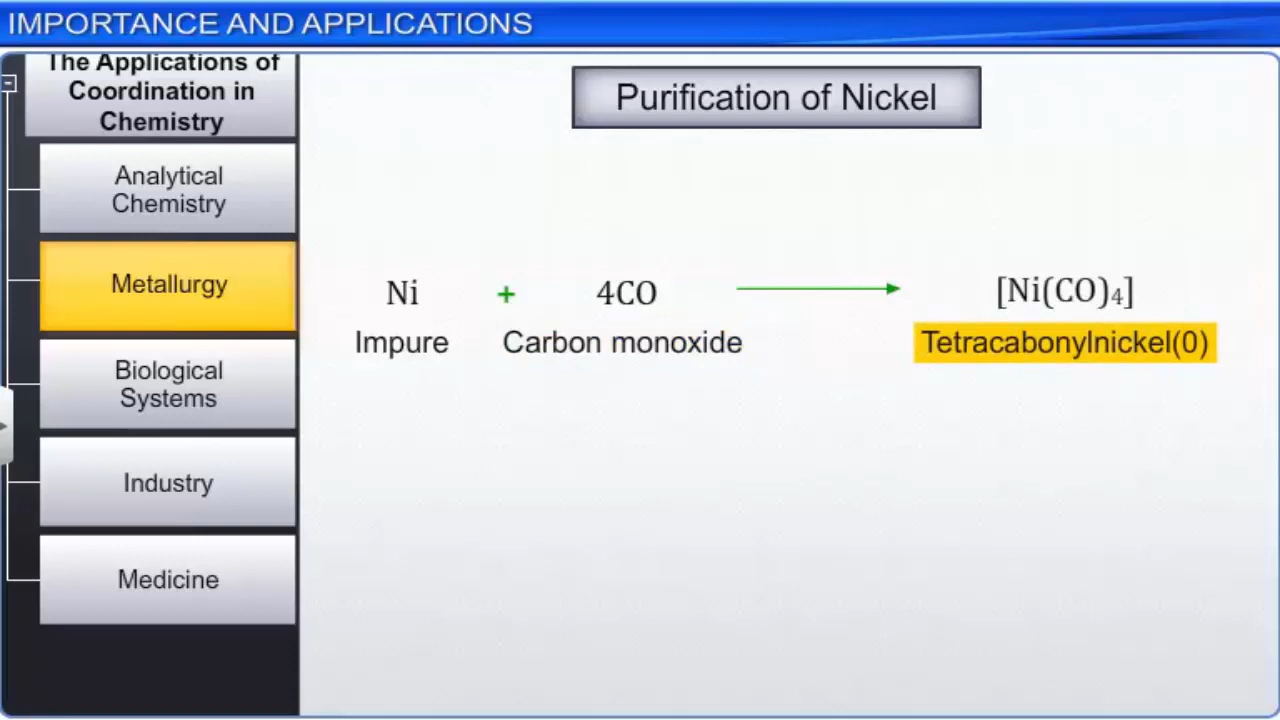 IMPORTANCE AND APPLICATIONS
The Applications of
Coordination in
Chemistry
Analytical
Chemistry
Metallurgy
Biological
Systems
Industry
Medicine
Purification of Nickel
Ni + 4CO [Ni(CO)₄]
Impure Carbon monoxide Tetracabonylnickel(0)